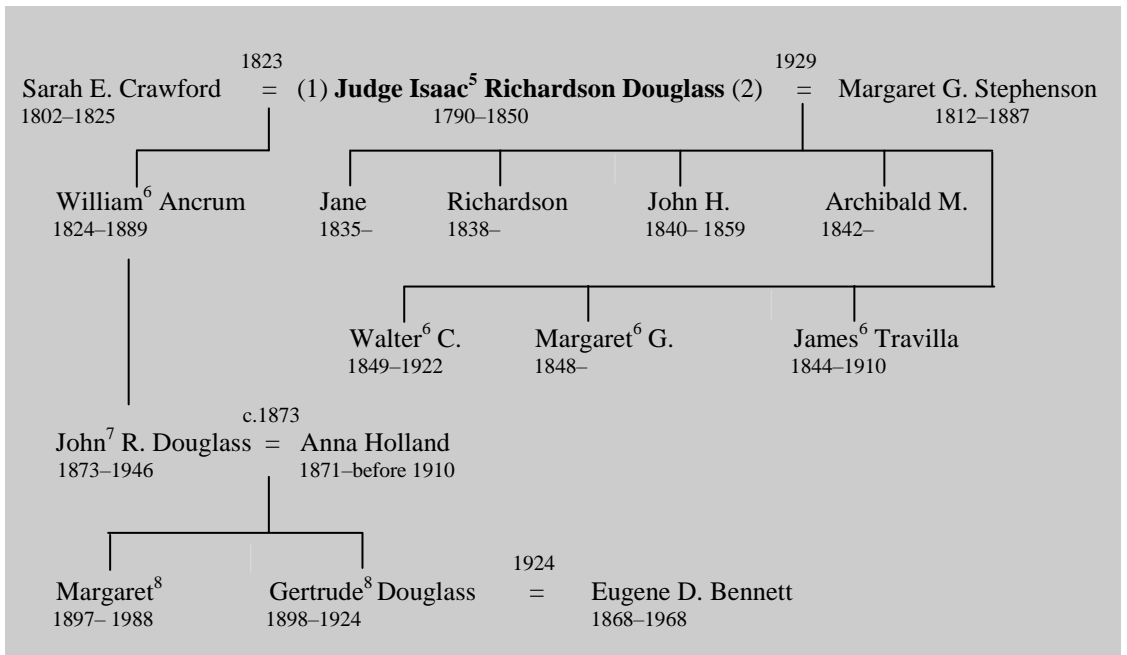 1823 1929
Sarah E. Crawford = (1) Judge Isaac⁵ Richardson Douglass (2) = Margaret G. Stephenson
1802–1825 1790–1850 1812–1887
William⁶ Ancrum Jane Richardson John H. Archibald M.
1824–1889 1835– 1838– 1840– 1859 1842–
Walter⁶ C. Margaret⁶ G. James⁶ Travilla
1849–1922 1848– 1844–1910
c.1873
John⁷ R. Douglass = Anna Holland
1873–1946 1871–before 1910
1924
Margaret⁸ Gertrude⁸ Douglass = Eugene D. Bennett
1897– 1988 1898–1924 1868–1968